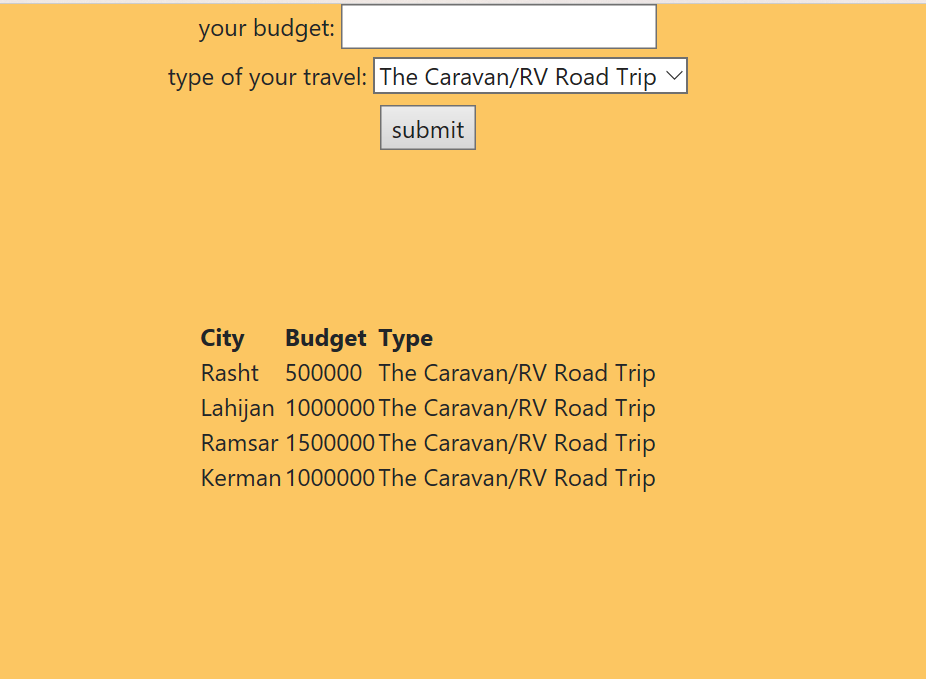 your budget:
type of your travel: The Caravan/RV Road Trip
submit
City Budget Type
Rasht 500000 The Caravan/RV Road Trip
Lahijan 1000000 The Caravan/RV Road Trip
Ramsar 1500000 The Caravan/RV Road Trip
Kerman 1000000 The Caravan/RV Road Trip